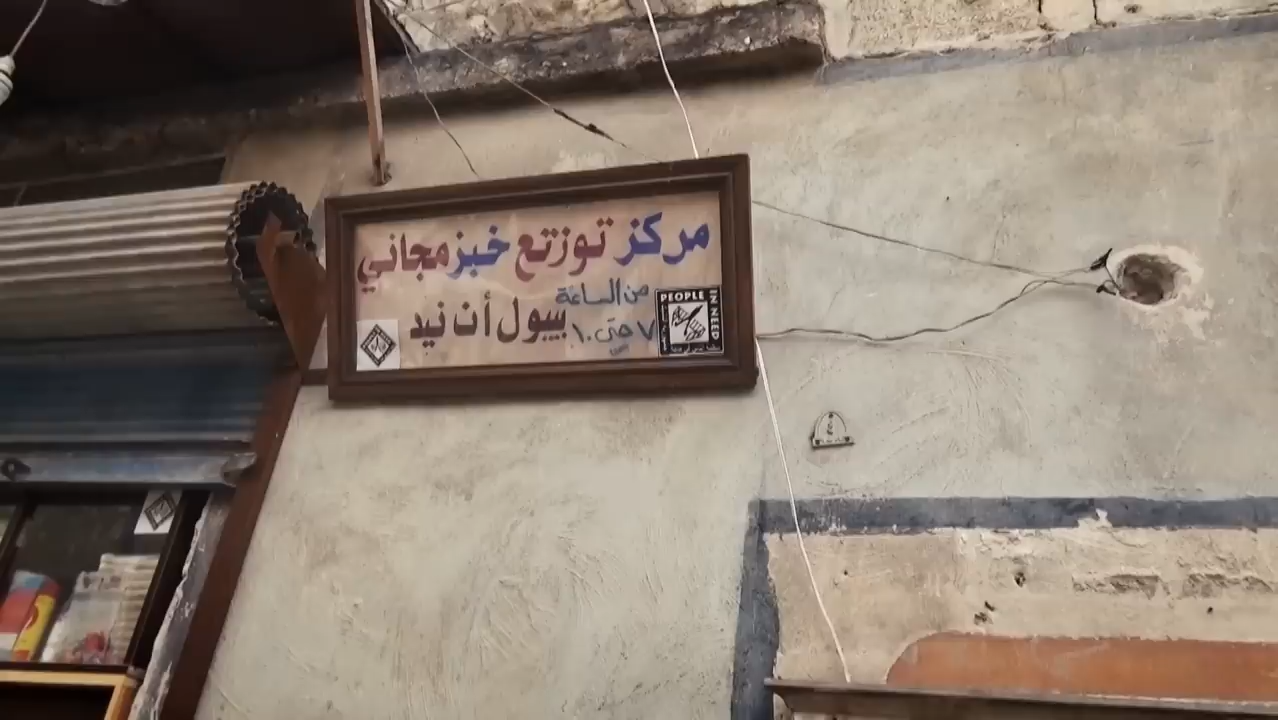 مركز توزتع خبز مجاني
من الساعة
٧ حتى ١٠
ص
بيبول أن نيد
PEOPLE
IN NEED